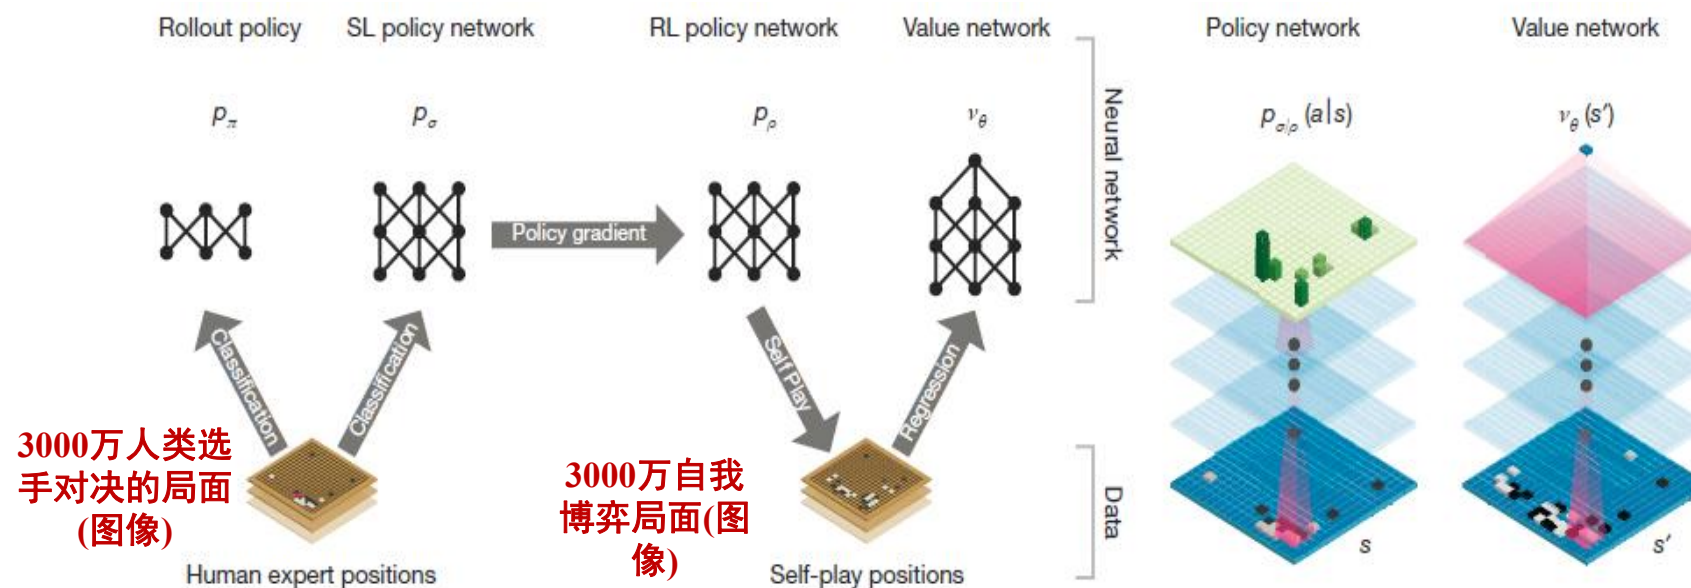 Rollout policy
SL policy network
RL policy network
Value network
Policy network
Value network
pπ
pσ
pρ
νθ
pσ/ρ (a|s)
νθ (s′)
Neural network
Policy gradient
Classification
Classification
Self Play
Regression
3000万人类选
手对决的局面
(图像)
3000万自我
博弈局面(图
像)
Data
s
s′
Human expert positions
Self-play positions